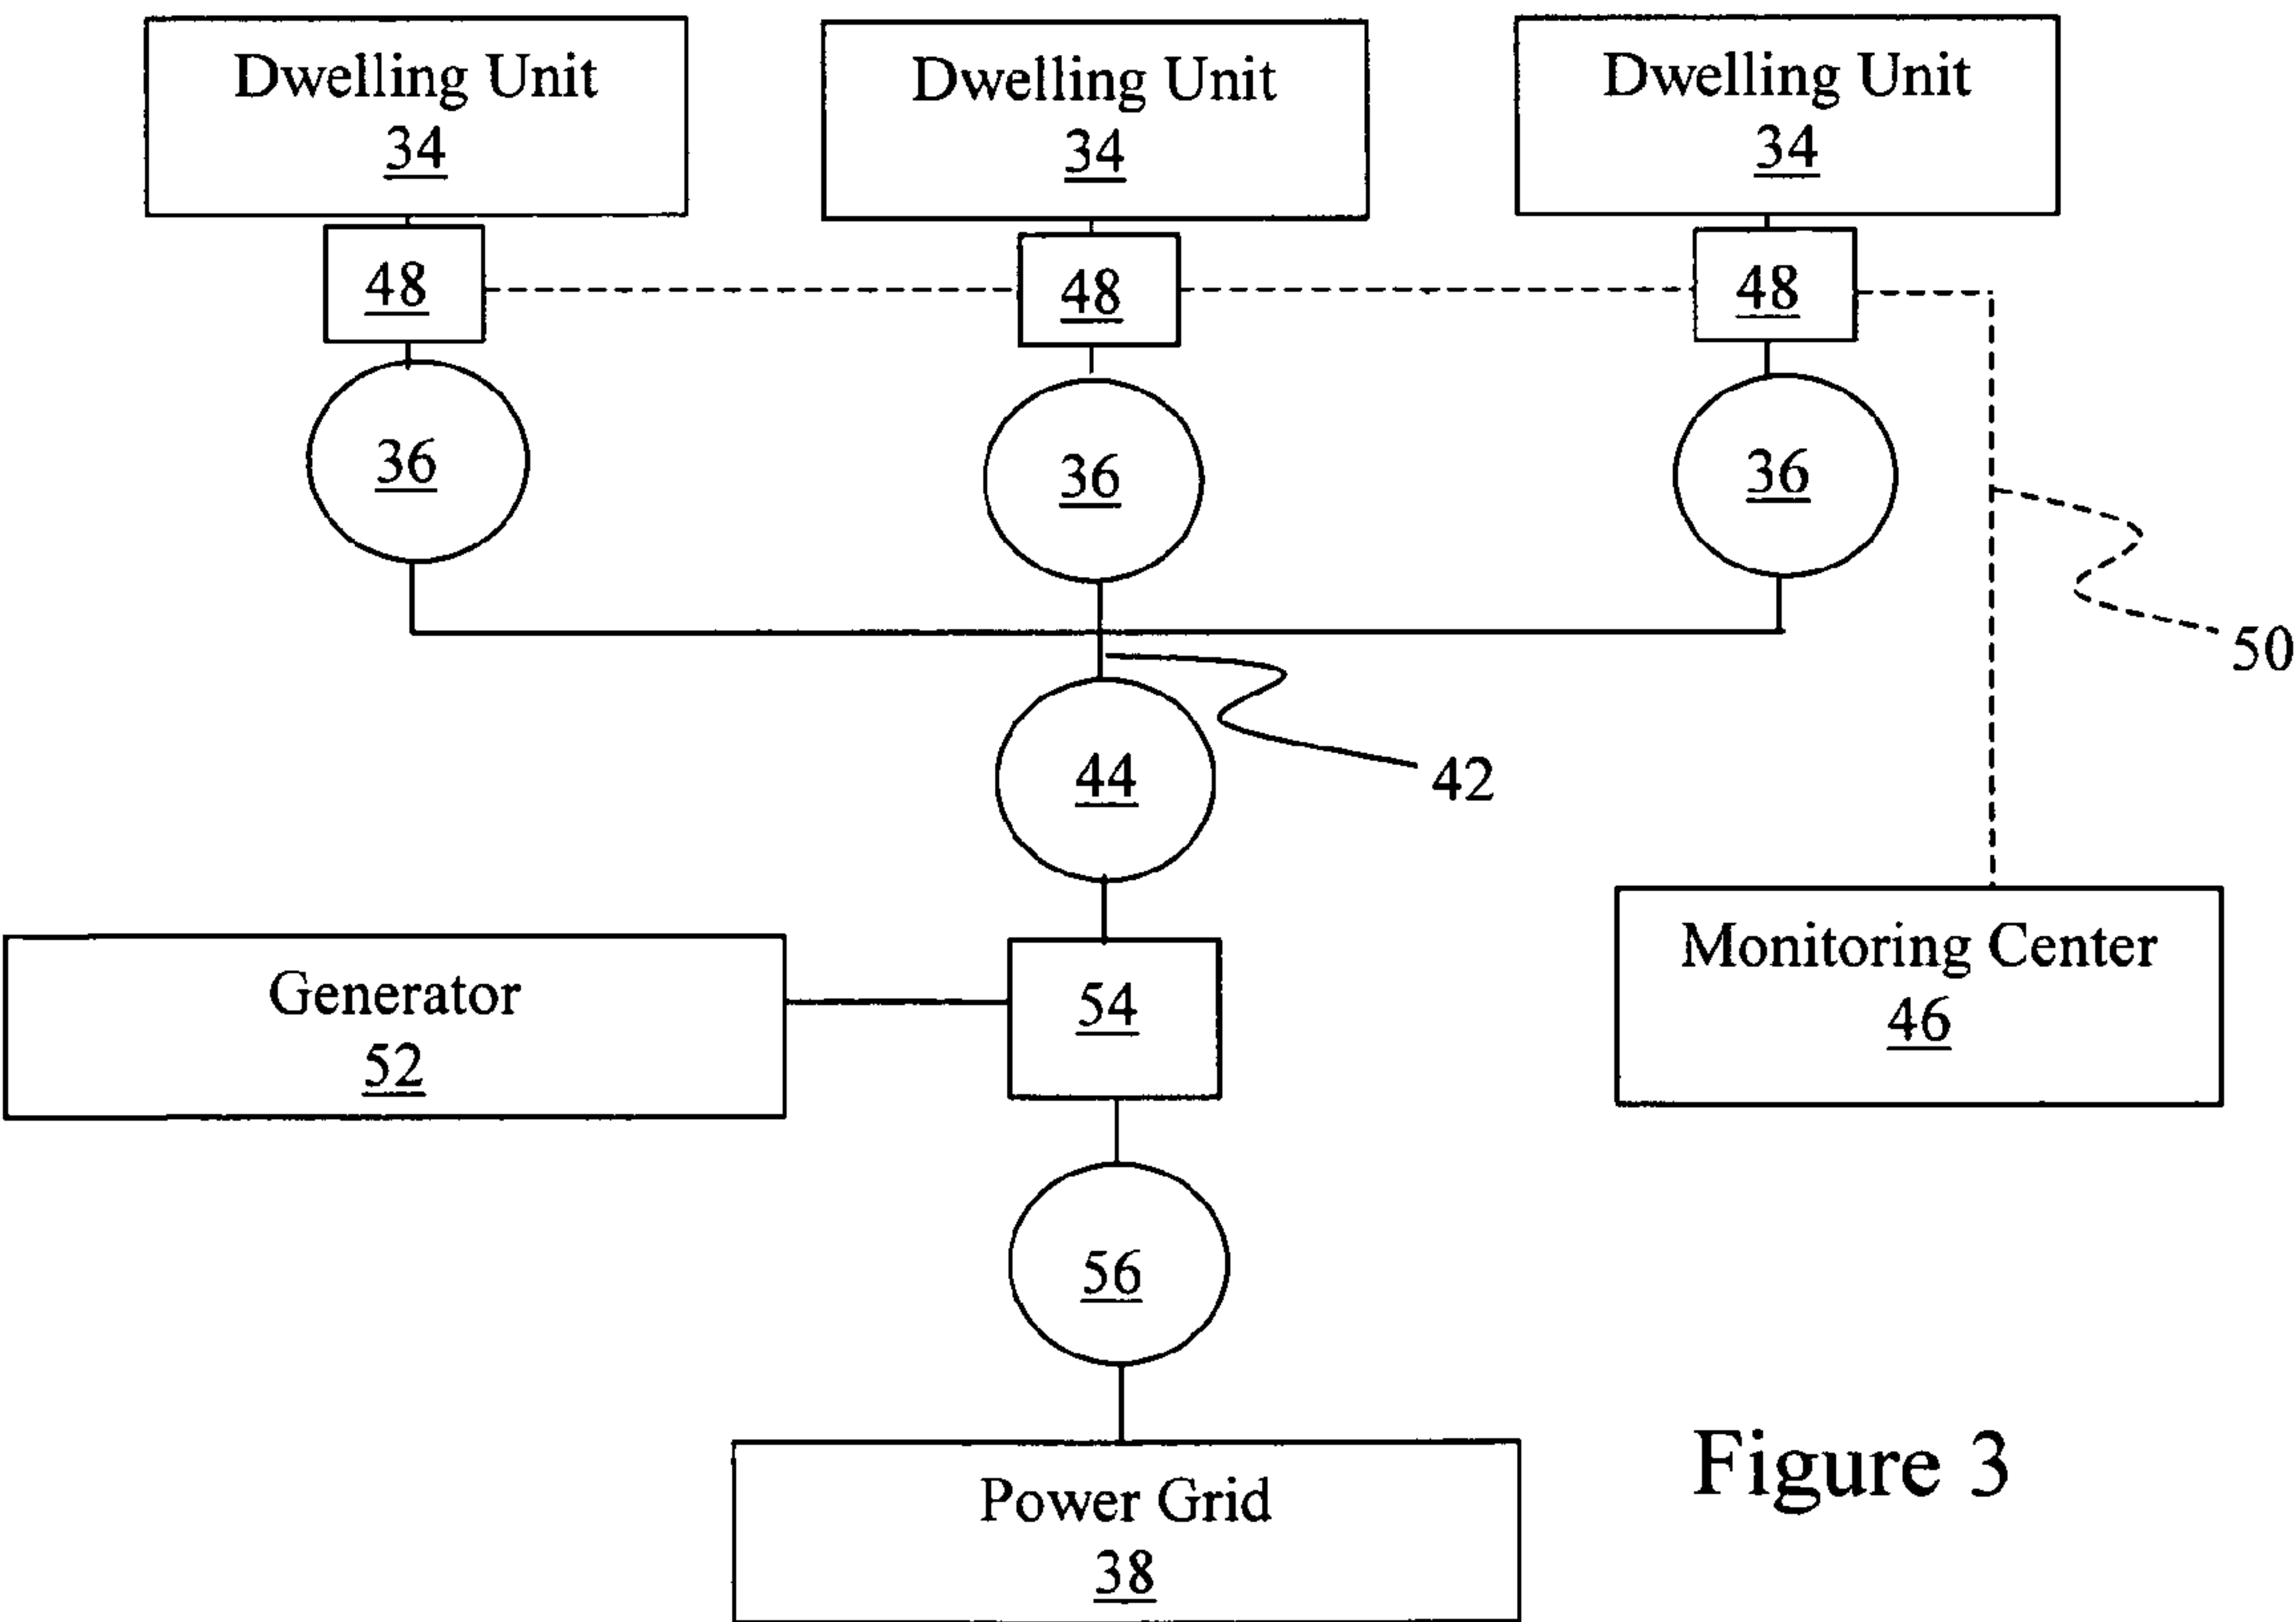 Dwelling Unit
34
Dwelling Unit
34
Dwelling Unit
34
48
48
48
36
36
36
50
42
44
Monitoring Center
46
Generator
52
54
56
Power Grid
38
Figure 3